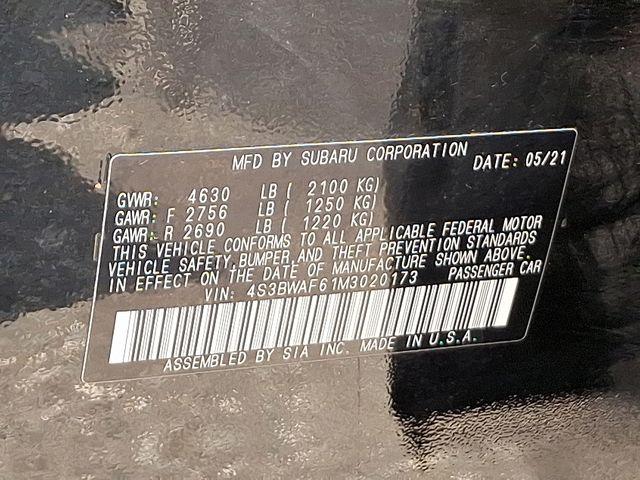 MFD BY SUBARU CORPORATION DATE: 05/21
GVWR: 4630 LB ( 2100 KG)
GAWR: F 2756 LB ( 1250 KG)
GAWR: R 2690 LB ( 1220 KG)
THIS VEHICLE CONFORMS TO ALL APPLICABLE FEDERAL MOTOR
VEHICLE SAFETY, BUMPER, AND THEFT PREVENTION STANDARDS
IN EFFECT ON THE DATE OF MANUFACTURE SHOWN ABOVE.
VIN: 4S3BWAF61M3020173 PASSENGER CAR
ASSEMBLED BY SIA INC. MADE IN U.S.A.